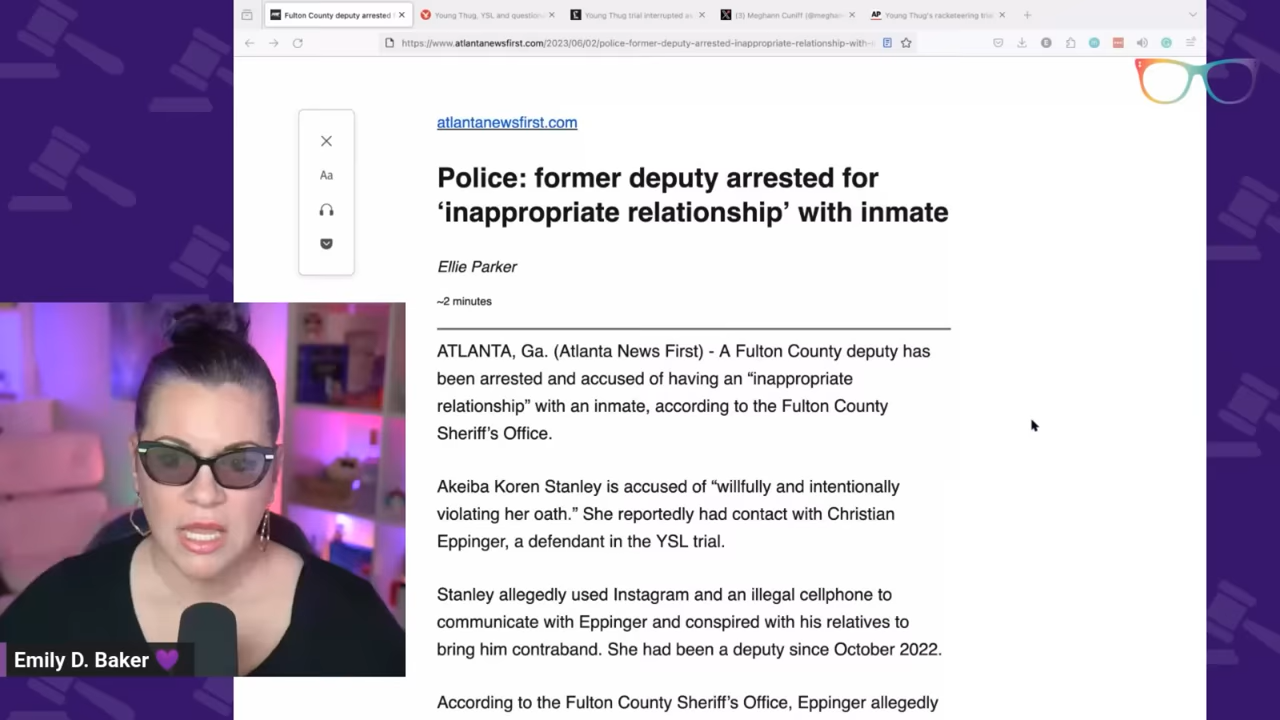 Fulton County deputy arrested f
Young Thug, YSL and question
Young Thug trial interrupted a
(3) Meghann Cuniff (@meghan
AP Young Thug's racketeering tri
https://www.atlantanewsfirst.com/2023/06/02/police-former-deputy-arrested-inappropriate-relationship-with-i
atlantanewsfirst.com
Police: former deputy arrested for
‘inappropriate relationship’ with inmate
Aa
Ellie Parker
~2 minutes
ATLANTA, Ga. (Atlanta News First) - A Fulton County deputy has
been arrested and accused of having an “inappropriate
relationship” with an inmate, according to the Fulton County
Sheriff’s Office.
Akeiba Koren Stanley is accused of “willfully and intentionally
violating her oath.” She reportedly had contact with Christian
Eppinger, a defendant in the YSL trial.
Stanley allegedly used Instagram and an illegal cellphone to
communicate with Eppinger and conspired with his relatives to
bring him contraband. She had been a deputy since October 2022.
According to the Fulton County Sheriff’s Office, Eppinger allegedly
Emily D. Baker 💜